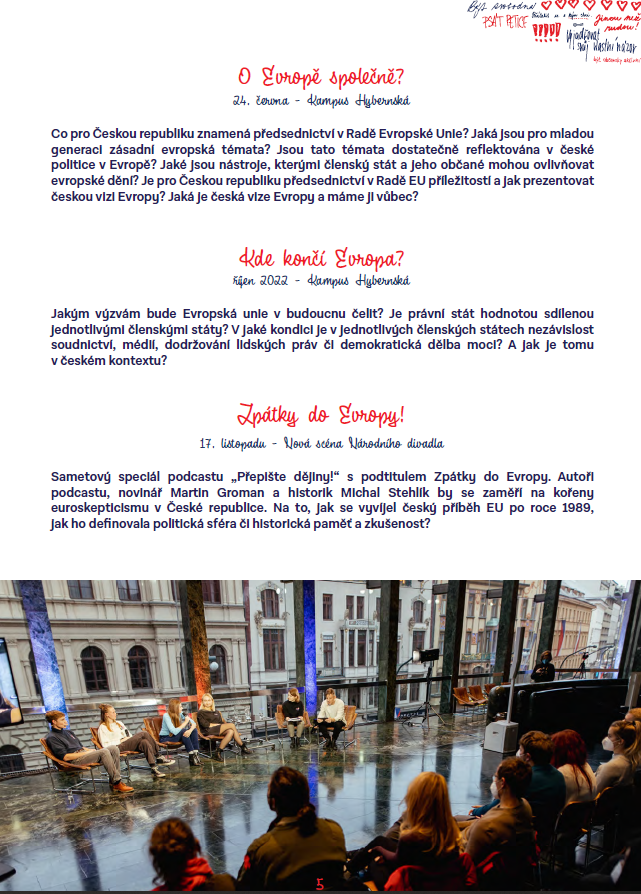 Být svobodná
PSÁT PETICE
!!!!!
Vyjadřovat
svůj vlastní názor
Jinou než
rudou!
být občansky aktivní
O Evropě společně?
24. června - Kampus Hybernská
Co pro Českou republiku znamená předsednictví v Radě Evropské Unie? Jaká jsou pro mladou
generaci zásadní evropská témata? Jsou tato témata dostatečně reflektována v české
politice v Evropě? Jaké jsou nástroje, kterými členský stát a jeho občané mohou ovlivňovat
evropské dění? Je pro Českou republiku předsednictví v Radě EU příležitostí a jak prezentovat
českou vizi Evropy? Jaká je česká vize Evropy a máme ji vůbec?
Kde končí Evropa?
říjen 2022 - Kampus Hybernská
Jakým výzvám bude Evropská unie v budoucnu čelit? Je právní stát hodnotou sdílenou
jednotlivými členskými státy? V jaké kondici je v jednotlivých členských státech nezávislost
soudnictví, médií, dodržování lidských práv či demokratická dělba moci? A jak je tomu
v českém kontextu?
Zpátky do Evropy!
17. listopadu - Nová scéna Národního divadla
Sametový speciál podcastu „Přepište dějiny!“ s podtitulem Zpátky do Evropy. Autoři
podcastu, novinář Martin Groman a historik Michal Stehlík by se zaměří na kořeny
euroskepticismu v České republice. Na to, jak se vyvíjel český příběh EU po roce 1989,
jak ho definovala politická sféra či historická paměť a zkušenost?
5